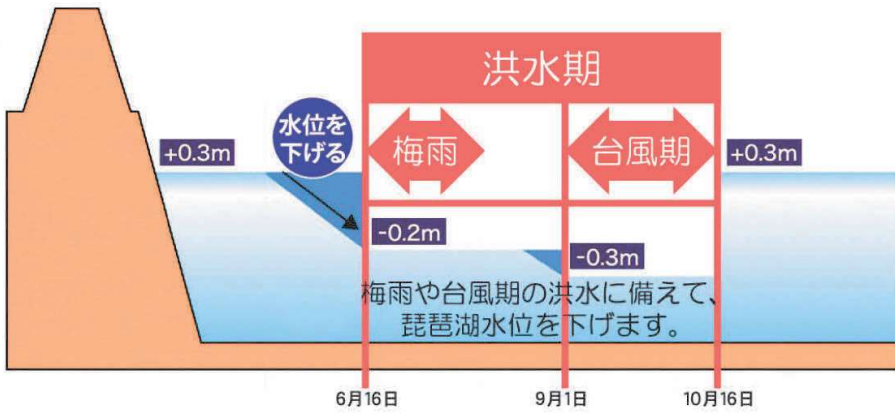 洪水期
水位を
下げる
梅雨
台風期
+0.3m
+0.3m
-0.2m
-0.3m
梅雨や台風期の洪水に備えて、
琵琶湖水位を下げます。
6月16日
9月1日
10月16日